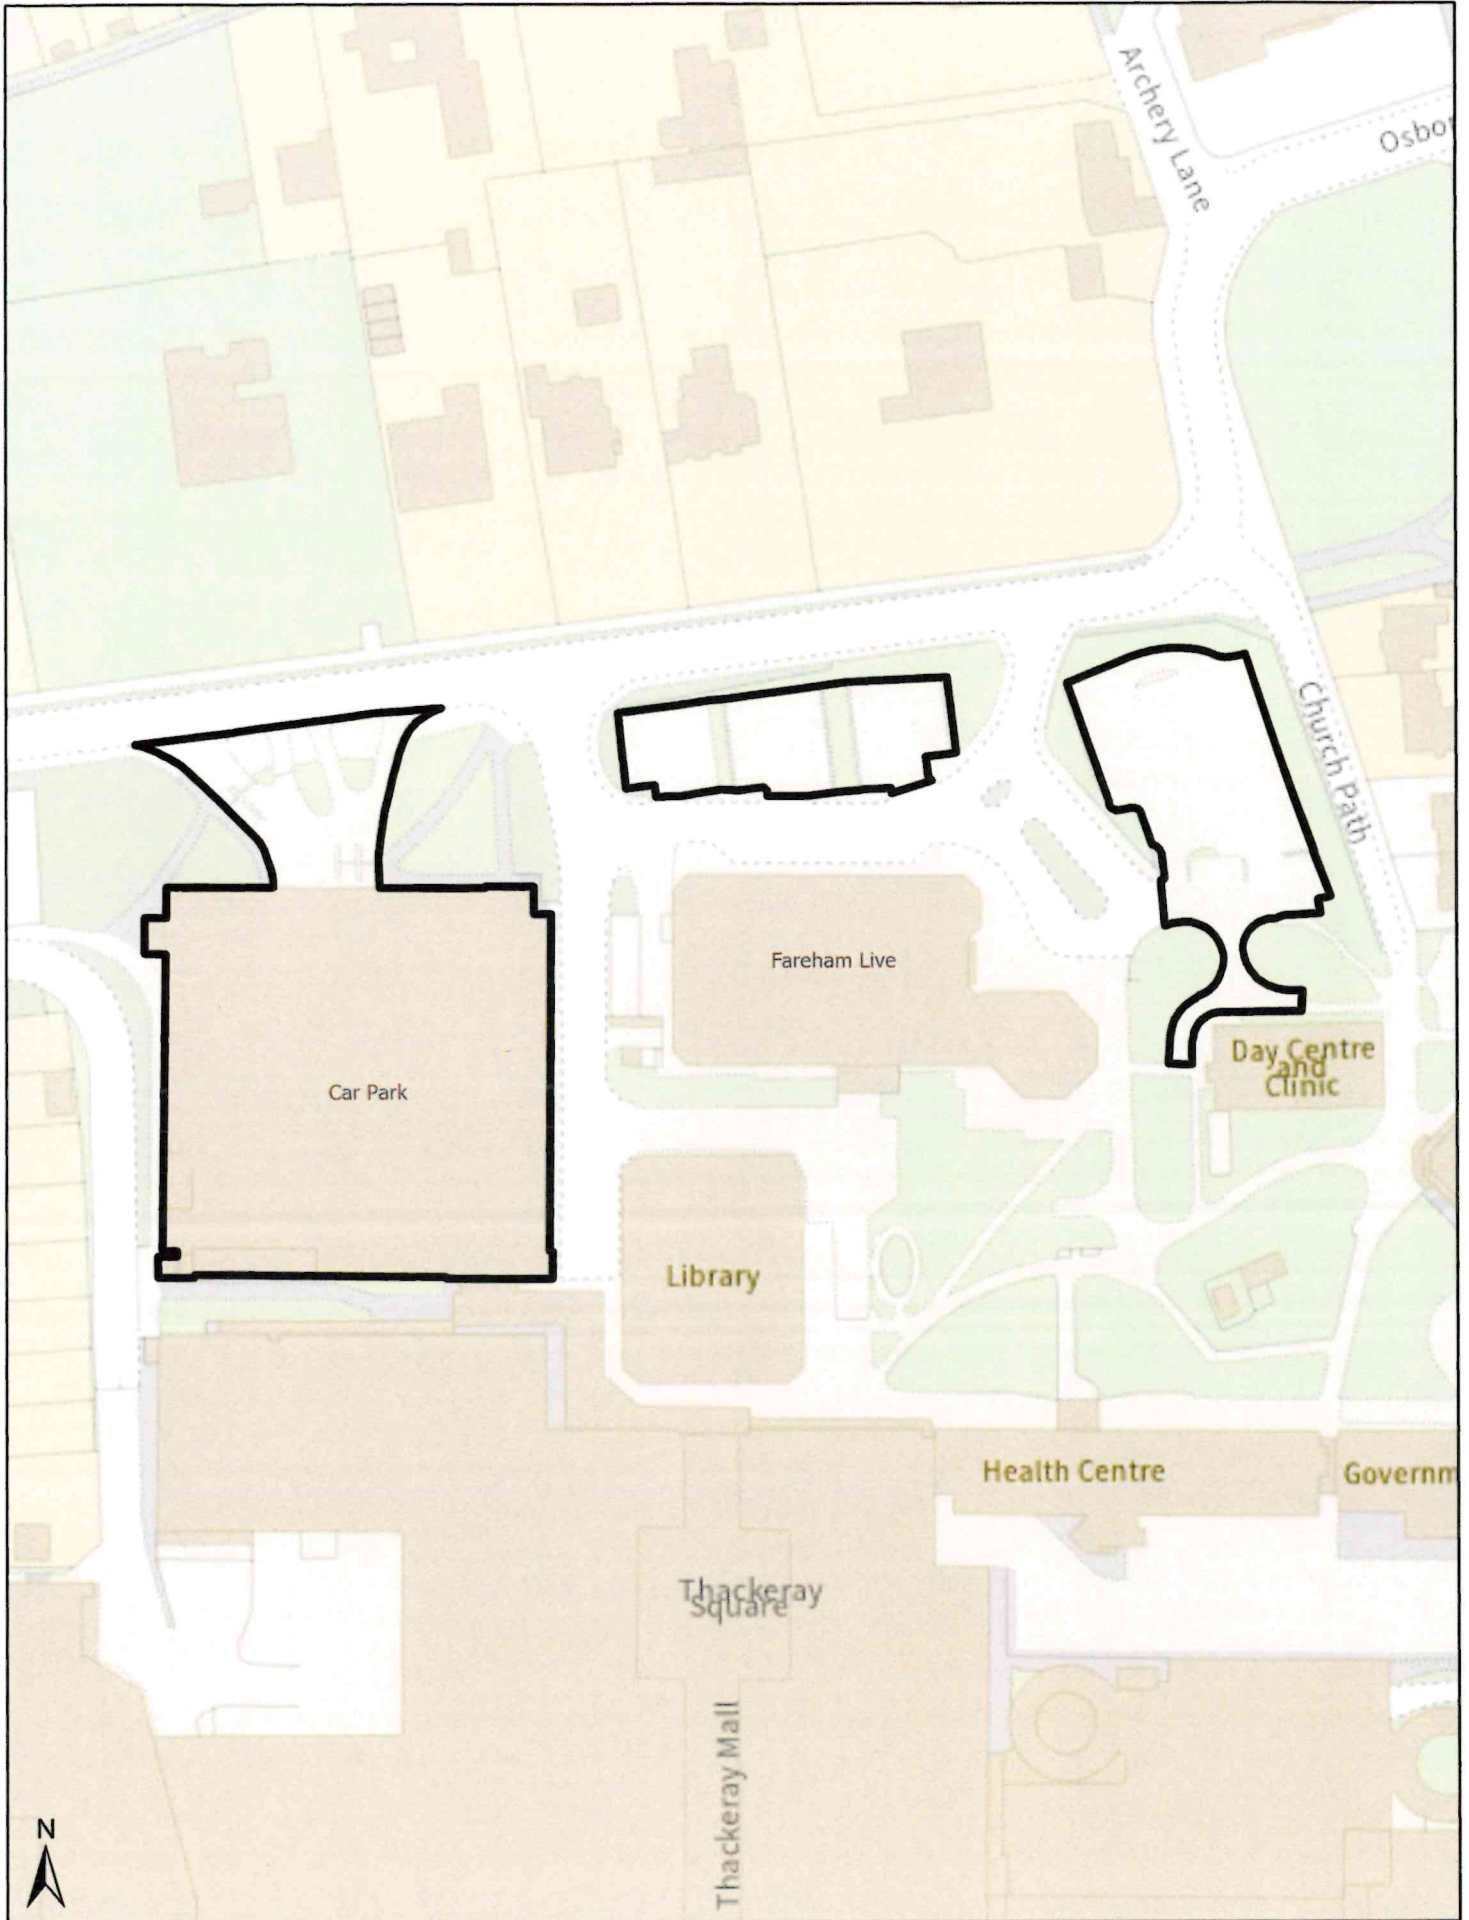 Archery Lane
Osbor
Church Path
Fareham Live
Day Centre
and
Clinic
Car Park
Library
Health Centre
Governm
Thackeray
Square
Thackeray Mall
N